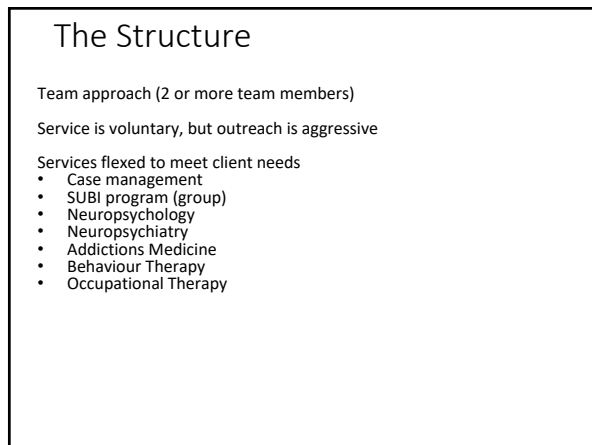 The Structure
Team approach (2 or more team members)
Service is voluntary, but outreach is aggressive
Services flexed to meet client needs
• Case management
• SUBI program (group)
• Neuropsychology
• Neuropsychiatry
• Addictions Medicine
• Behaviour Therapy
• Occupational Therapy